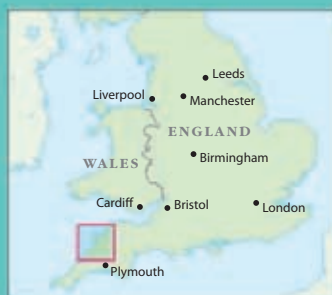 Leeds
Liverpool
Manchester
ENGLAND
Birmingham
WALES
Cardiff
Bristol
London
Plymouth